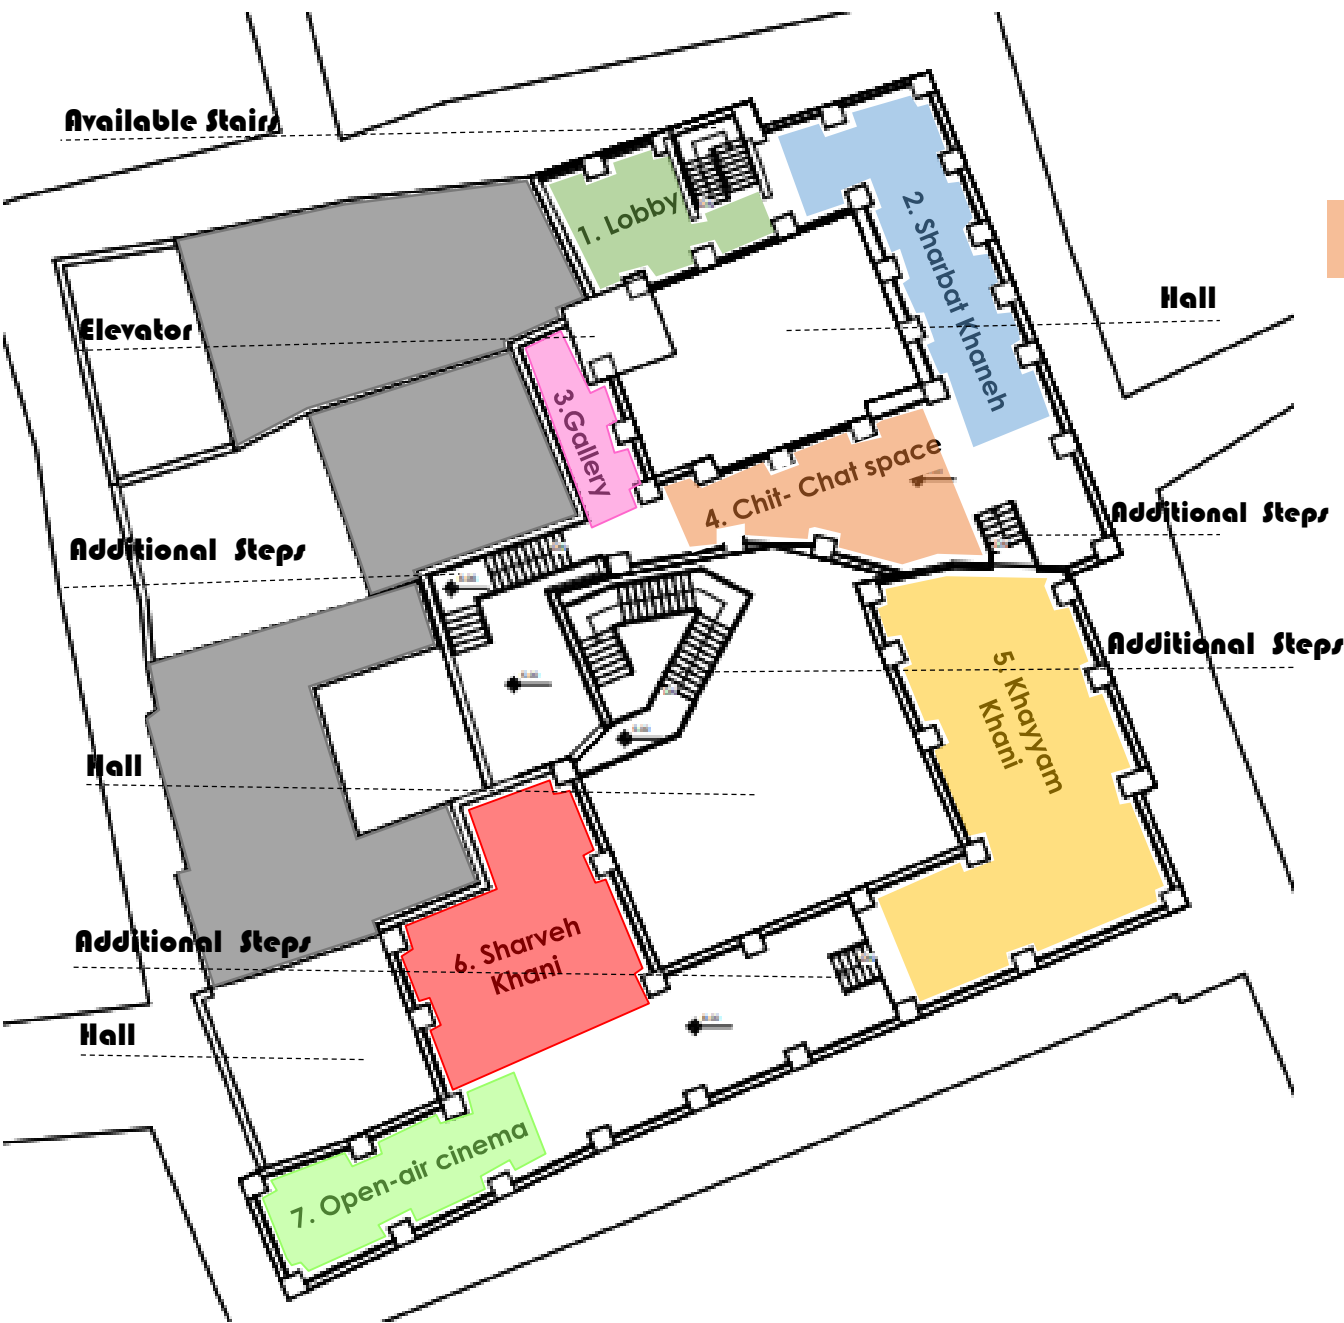 Available Stairs
1. Lobby
2. Sharbat Khaneh
Hall
Elevator
3.Gallery
4. Chit- Chat space
Additional Steps
Additional Steps
Additional Steps
5. Khayyam
Khani
Hall
6. Sharveh
Khani
Additional Steps
Hall
7. Open-air cinema